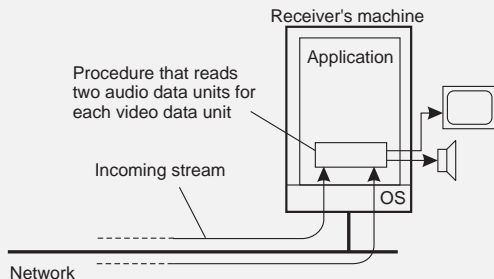 Receiver's machine
Application
Procedure that reads
two audio data units for
each video data unit
Incoming stream
OS
Network